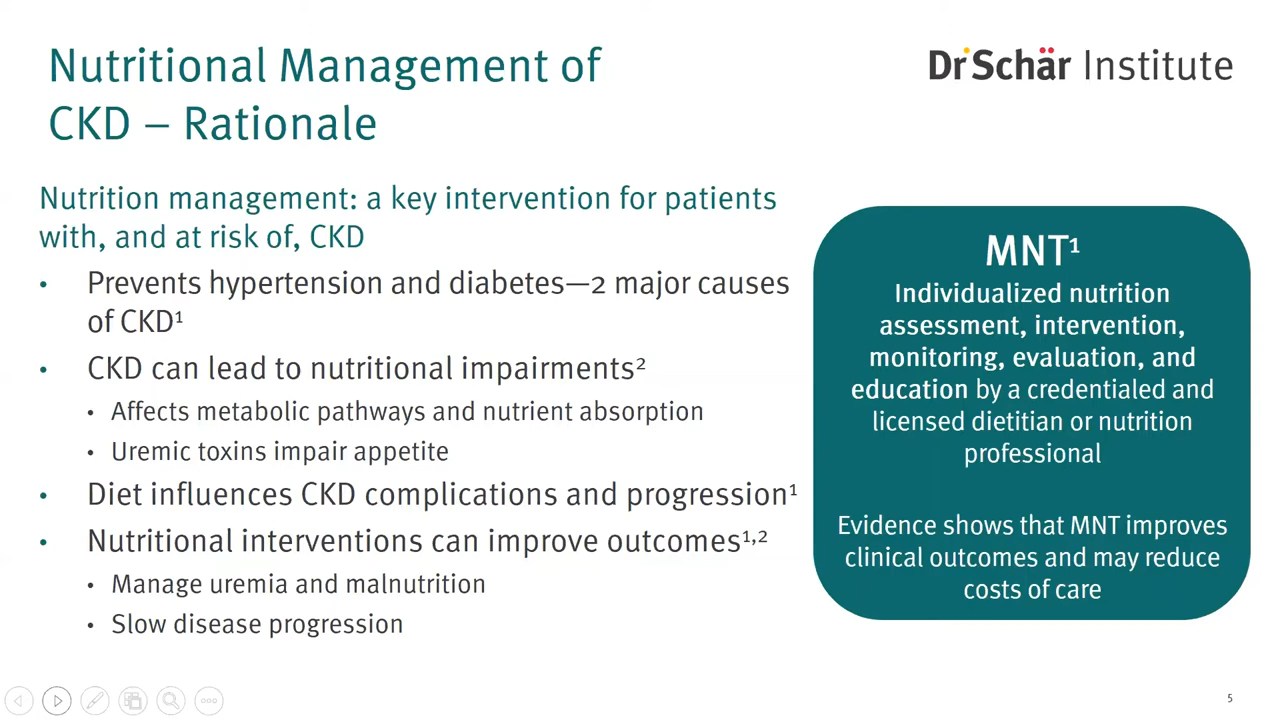 Nutritional Management of
CKD – Rationale
DrSchär Institute
Nutrition management: a key intervention for patients
with, and at risk of, CKD
• Prevents hypertension and diabetes—2 major causes
of CKD¹
• CKD can lead to nutritional impairments²
• Affects metabolic pathways and nutrient absorption
• Uremic toxins impair appetite
• Diet influences CKD complications and progression¹
• Nutritional interventions can improve outcomes¹,²
• Manage uremia and malnutrition
• Slow disease progression
MNT¹
Individualized nutrition
assessment, intervention,
monitoring, evaluation, and
education by a credentialed and
licensed dietitian or nutrition
professional
Evidence shows that MNT improves
clinical outcomes and may reduce
costs of care
5